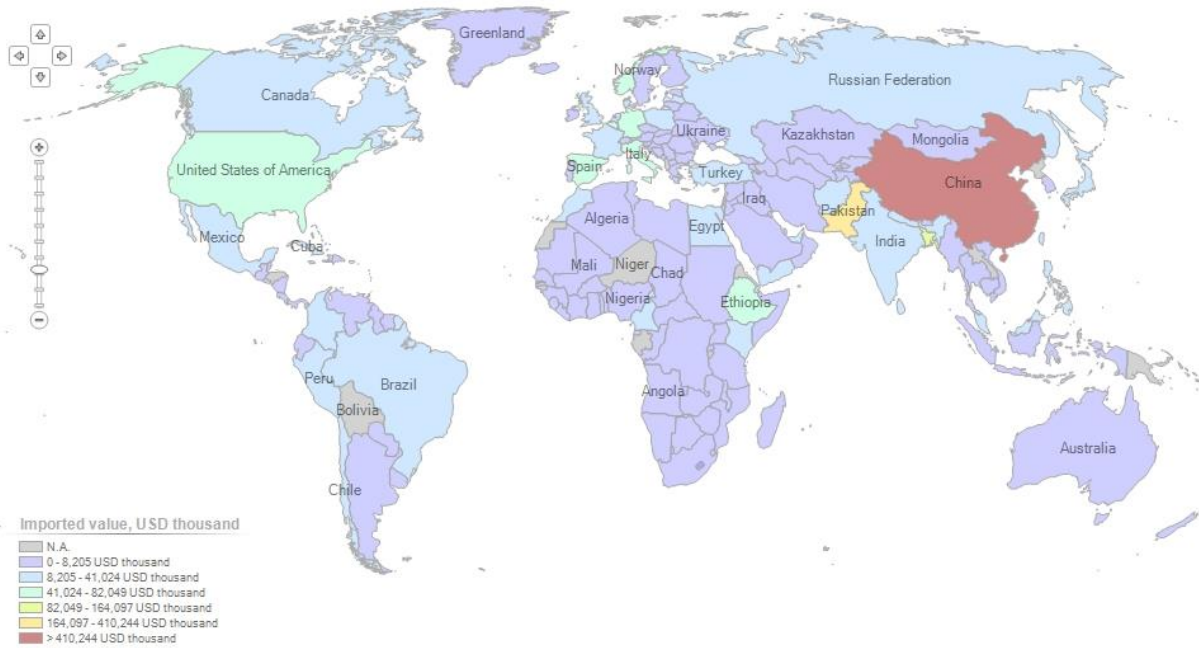 Greenland
Norway
Russian Federation
Canada
Ukraine
Kazakhstan
Mongolia
Italy
Spain
United States of America
Turkey
China
Iraq
Pakistan
Algeria
Egypt
Mexico
India
Cuba
Mali
Niger
Chad
Nigeria
Ethiopia
Peru
Brazil
Angola
Bolivia
Australia
Chile
Imported value, USD thousand
N.A.
0 - 8,205 USD thousand
8,205 - 41,024 USD thousand
41,024 - 82,049 USD thousand
82,049 - 164,097 USD thousand
164,097 - 410,244 USD thousand
> 410,244 USD thousand